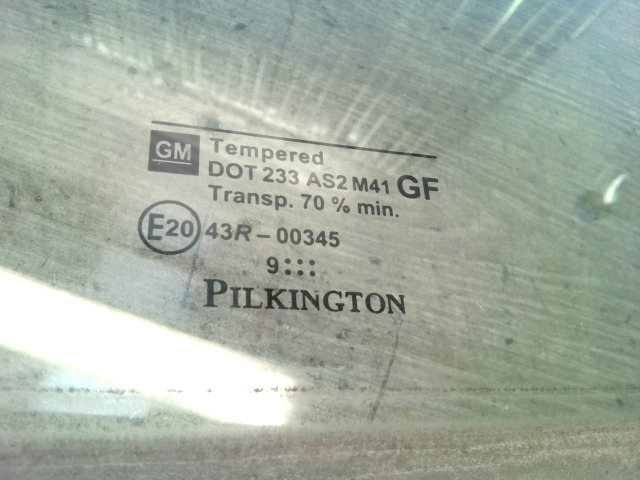 GM Tempered
DOT 233 AS2 M41 GF
Transp. 70 % min.
E20 43R-00345
9:::
PILKINGTON